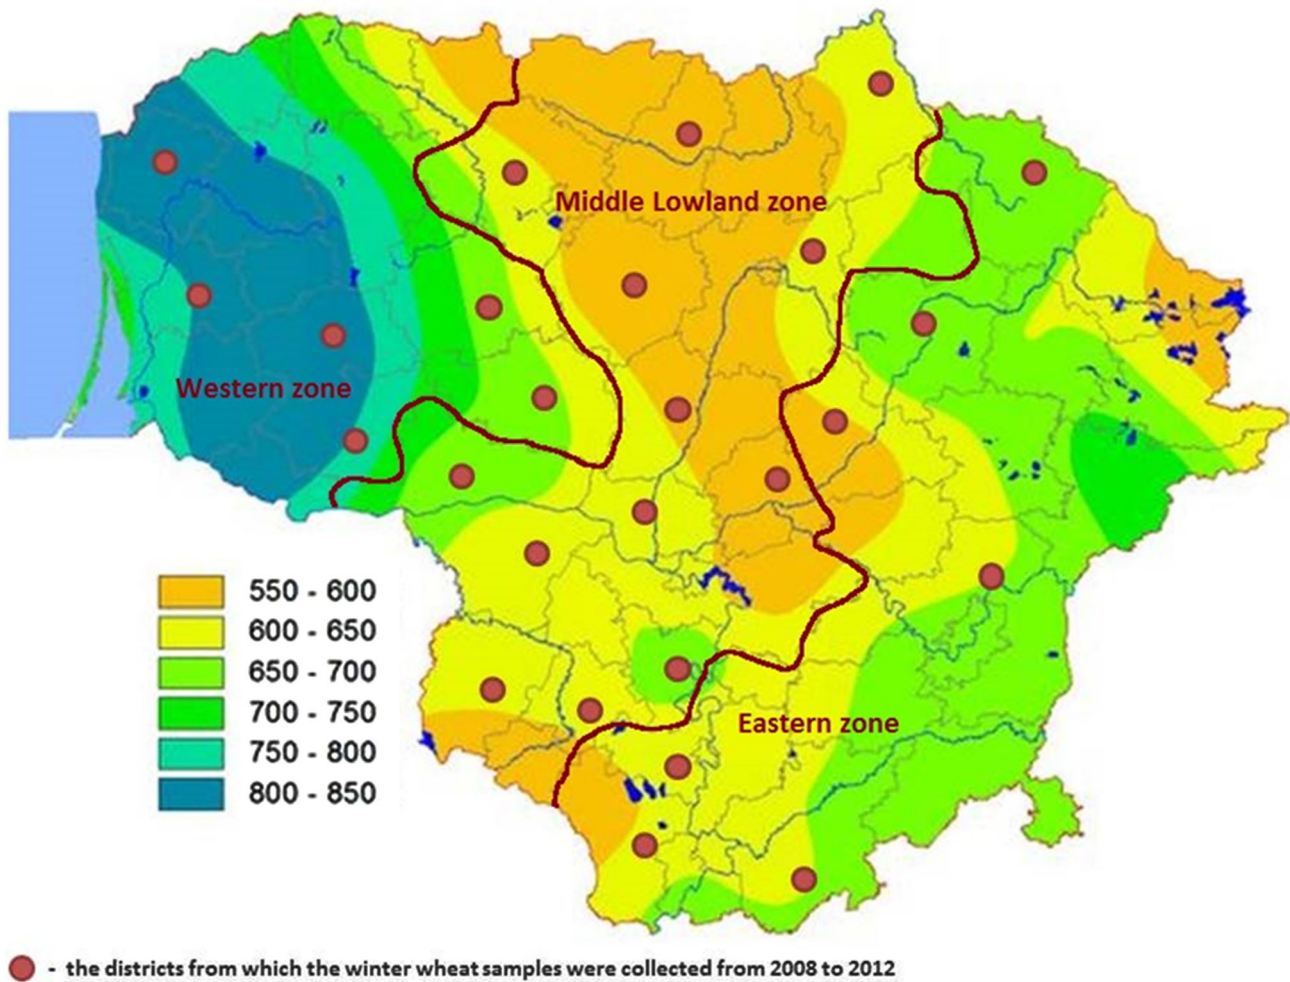 Middle Lowland zone
Western zone
550 - 600
600 - 650
650 - 700
700 - 750
Eastern zone
750 - 800
800 - 850
- the districts from which the winter wheat samples were collected from 2008 to 2012